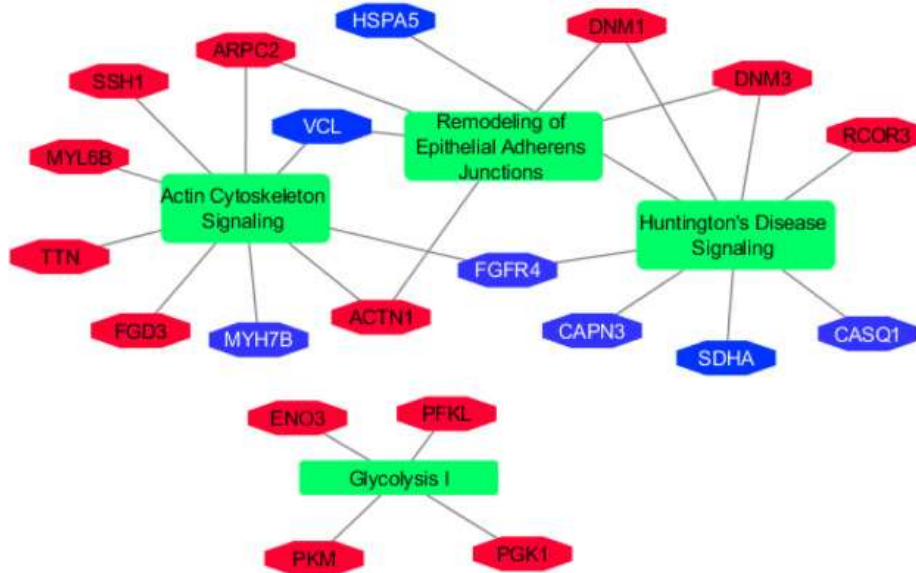 HSPA5
DNM1
ARPC2
SSH1
DNM3
VCL
Remodeling of
Epithelial Adherens
Junctions
RCOR3
MYL6B
Actin Cytoskeleton
Signaling
Huntington's Disease
Signaling
TTN
FGFR4
FGD3
MYH7B
ACTN1
CAPN3
SDHA
CASQ1
ENO3
PFKL
Glycolysis I
PKM
PGK1